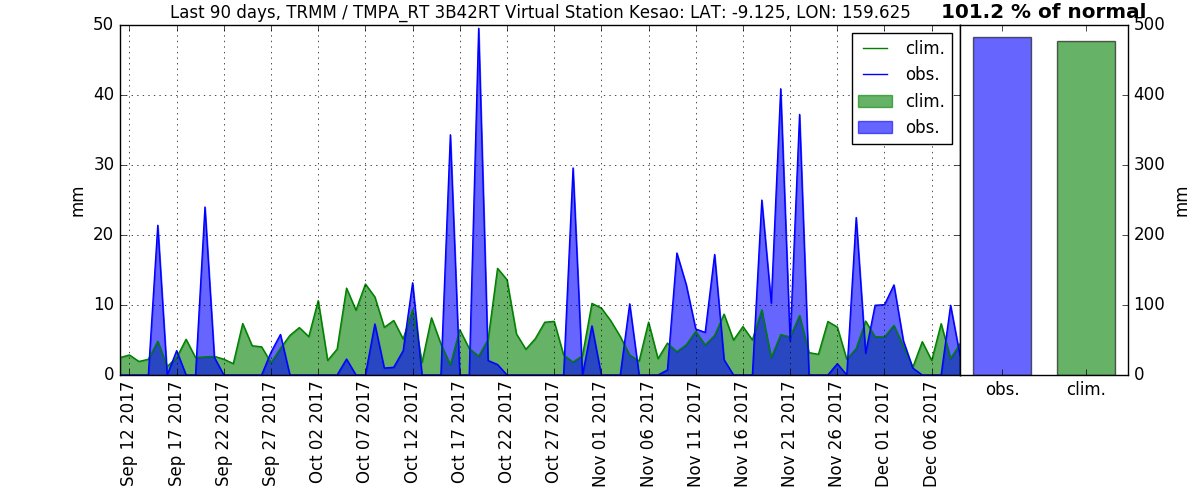 Last 90 days, TRMM / TMPA_RT 3B42RT Virtual Station Kesao: LAT: -9.125, LON: 159.625
101.2 % of normal
50
40
30
20
10
0
mm
clim.
obs.
clim.
obs.
500
400
300
200
100
0
mm
Sep 12 2017
Sep 17 2017
Sep 22 2017
Sep 27 2017
Oct 02 2017
Oct 07 2017
Oct 12 2017
Oct 17 2017
Oct 22 2017
Oct 27 2017
Nov 01 2017
Nov 06 2017
Nov 11 2017
Nov 16 2017
Nov 21 2017
Nov 26 2017
Dec 01 2017
Dec 06 2017
obs.
clim.